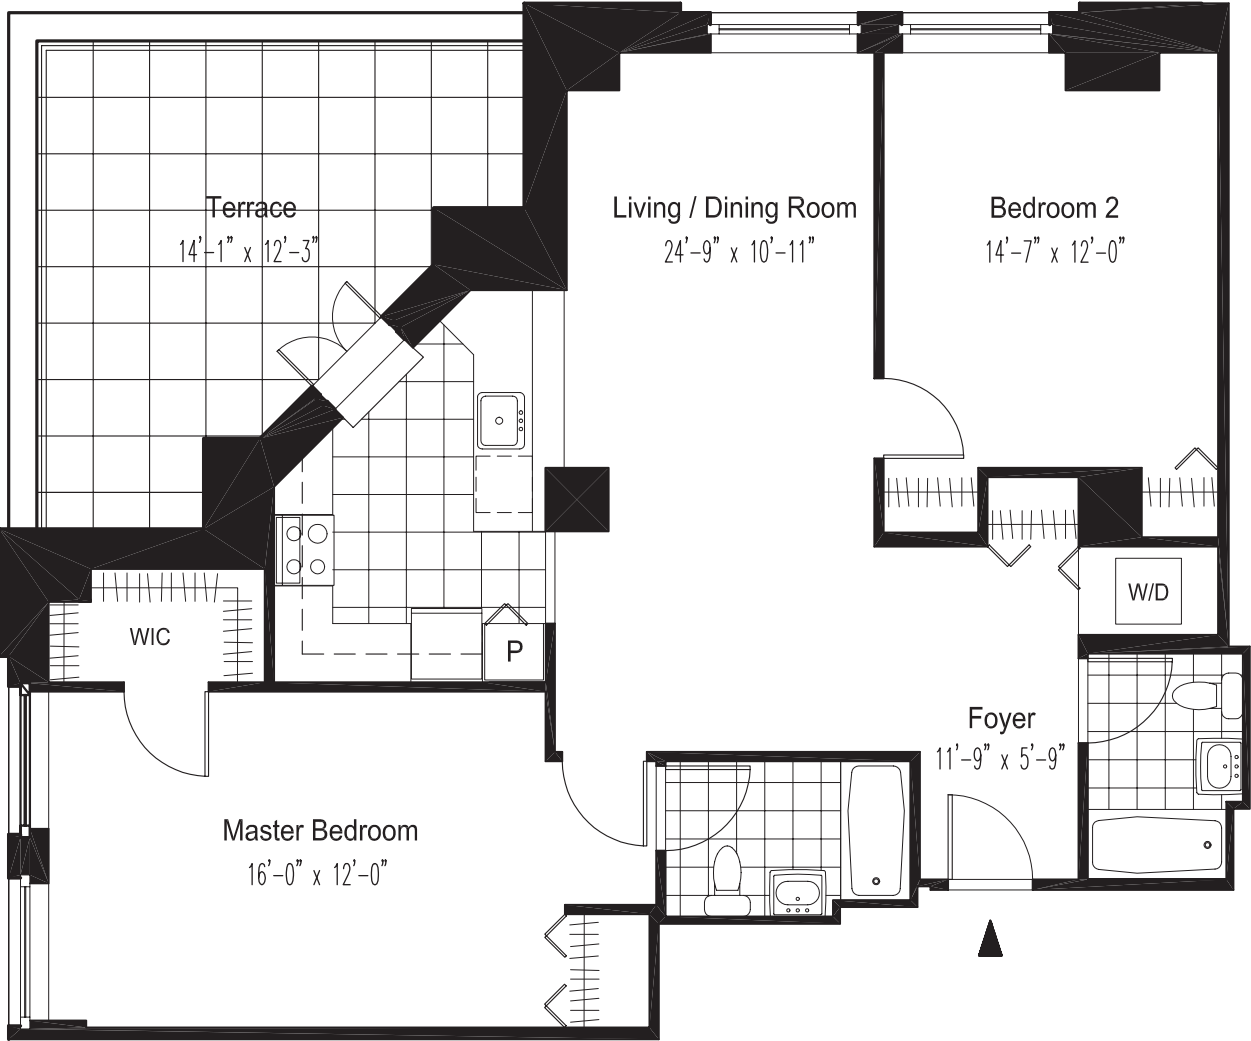 Terrace
14'-1" x 12'-3"
Living / Dining Room
24'-9" x 10'-11"
Bedroom 2
14'-7" x 12'-0"
W/D
WIC
P
Foyer
11'-9" x 5'-9"
Master Bedroom
16'-0" x 12'-0"